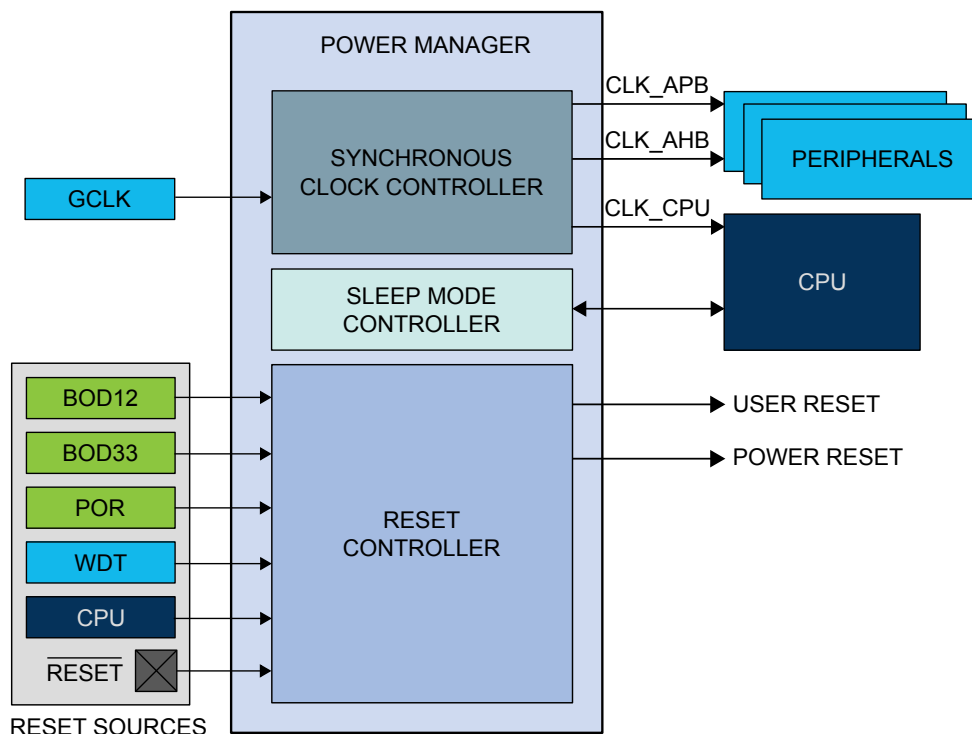 POWER MANAGER
CLK_APB
SYNCHRONOUS
CLOCK CONTROLLER
CLK_AHB
PERIPHERALS
GCLK
CLK_CPU
CPU
SLEEP MODE
CONTROLLER
BOD12
USER RESET
BOD33
POWER RESET
POR
RESET
CONTROLLER
WDT
CPU
RESET
RESET SOURCES